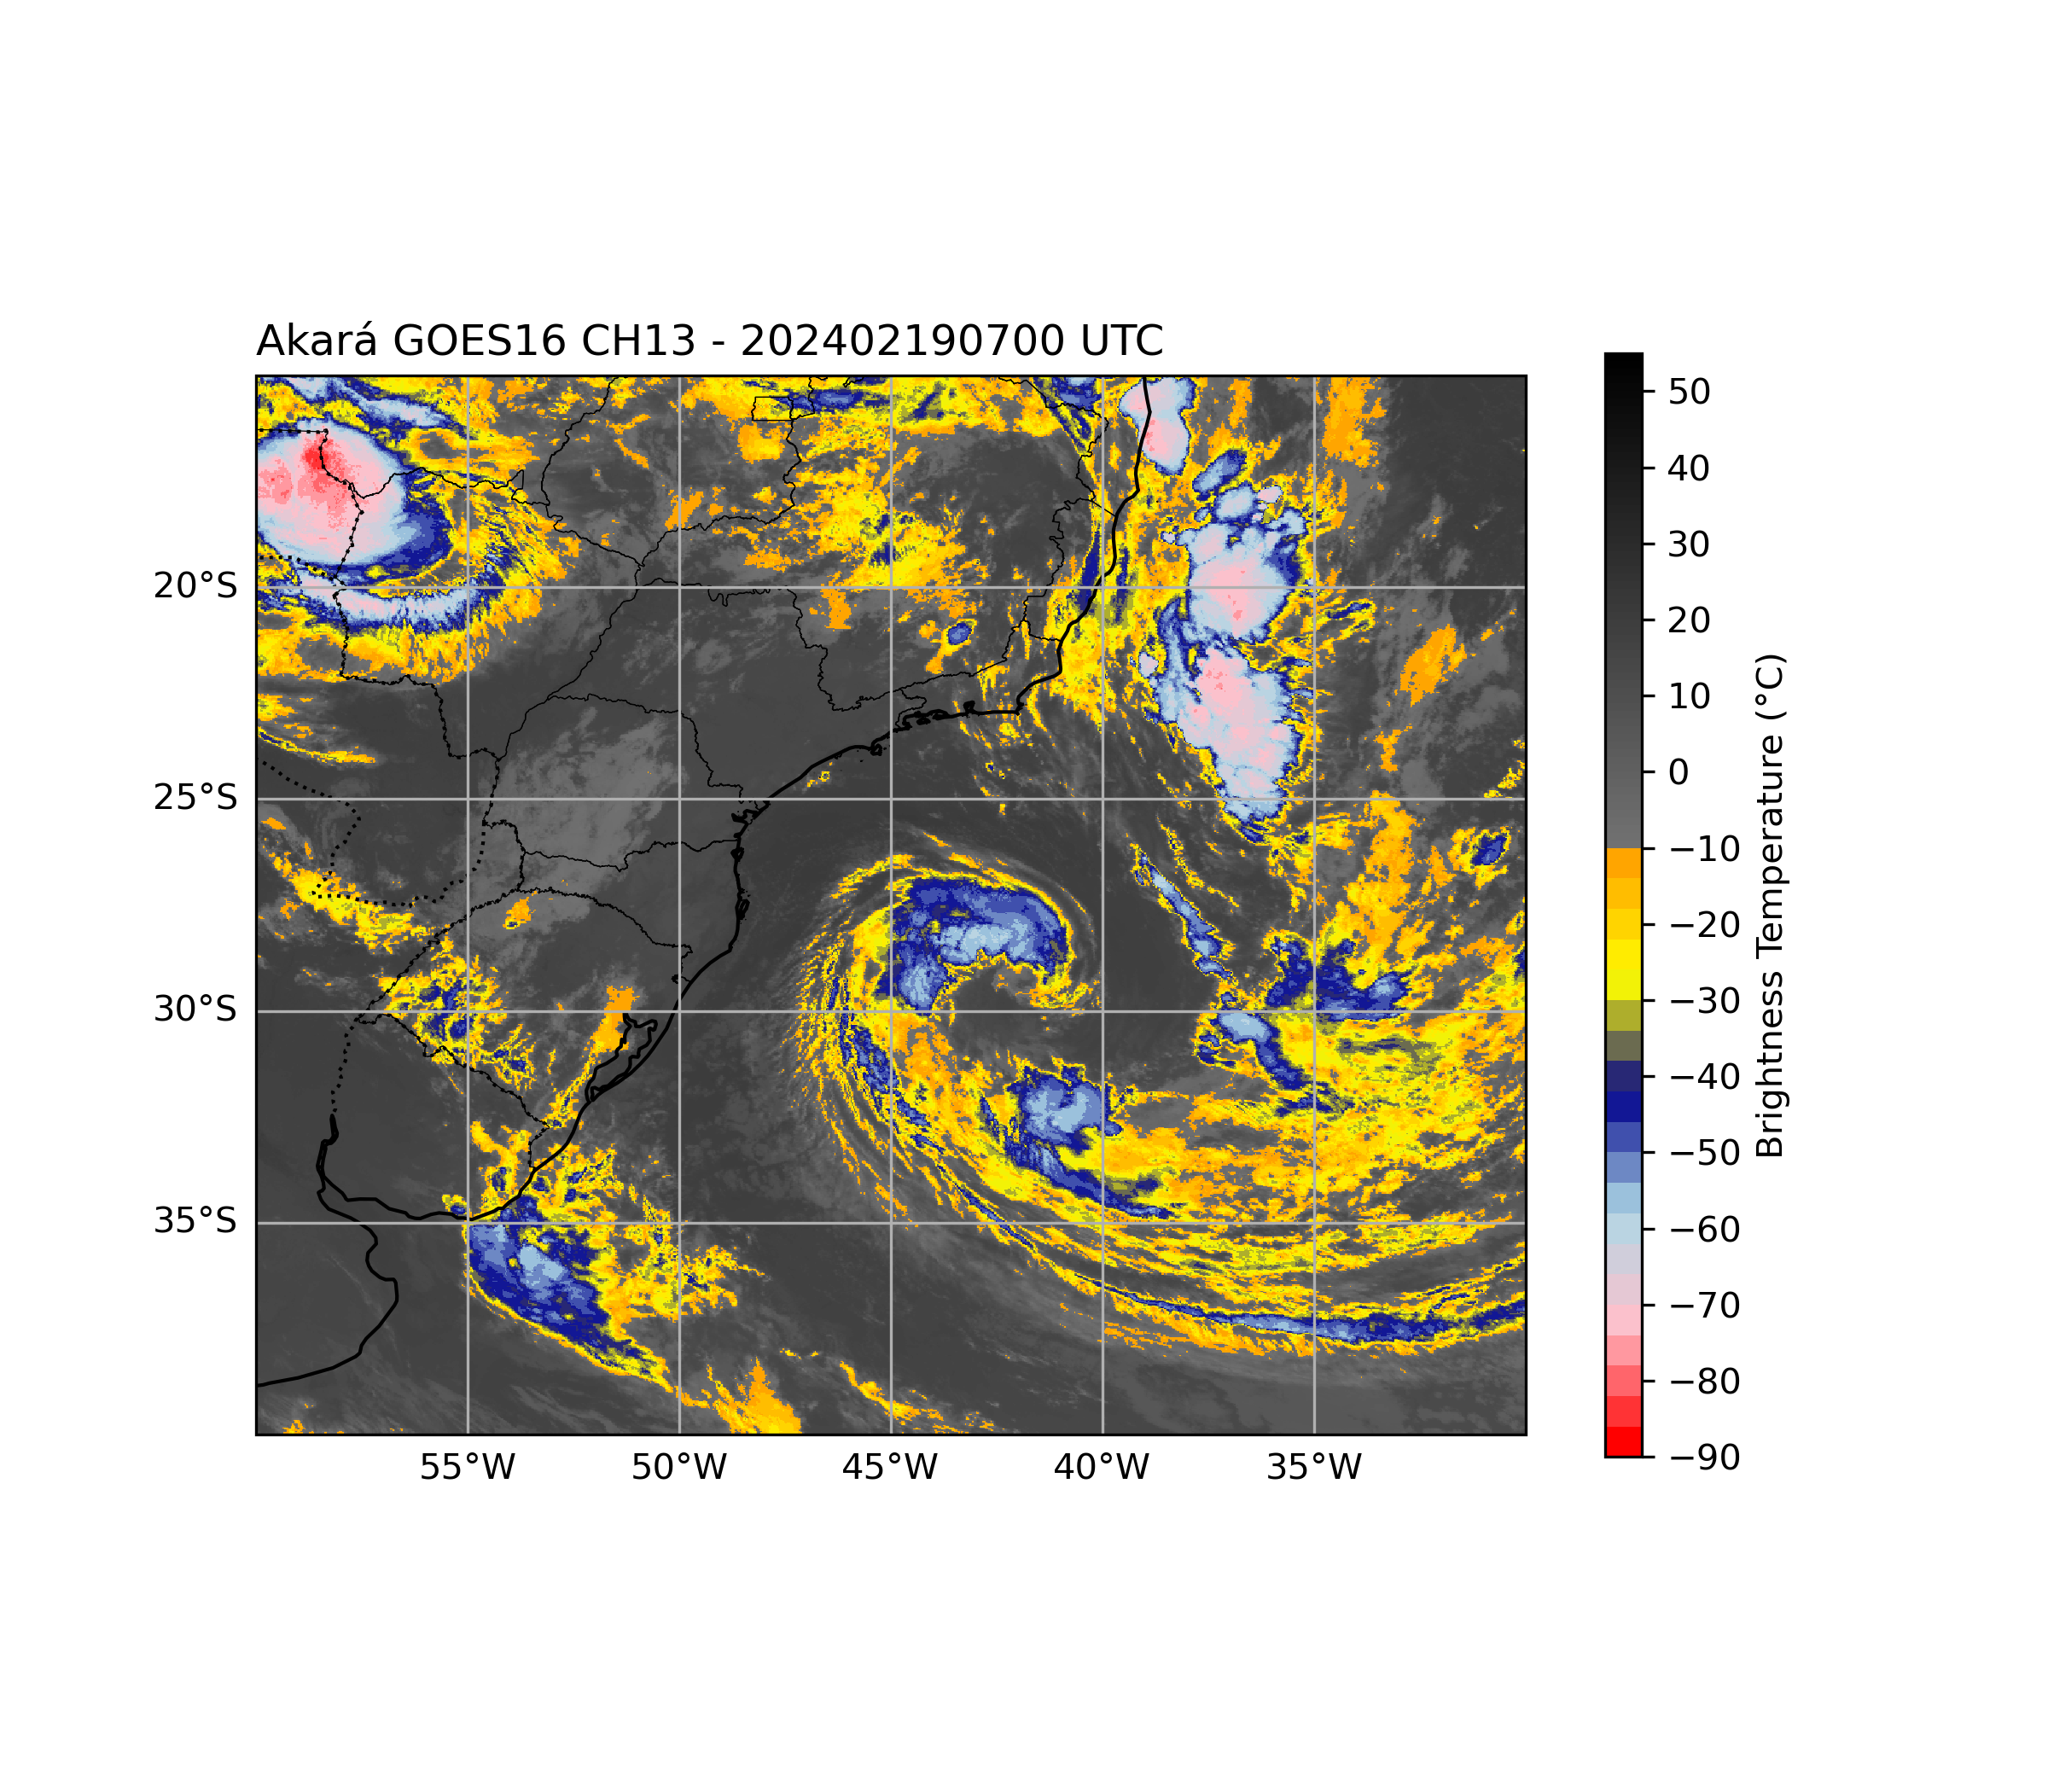 Akará GOES16 CH13 - 202402190700 UTC
20°S
25°S
30°S
35°S
55°W
50°W
45°W
40°W
35°W
50
40
30
20
10
0
−10
−20
−30
−40
−50
−60
−70
−80
−90
Brightness Temperature (°C)